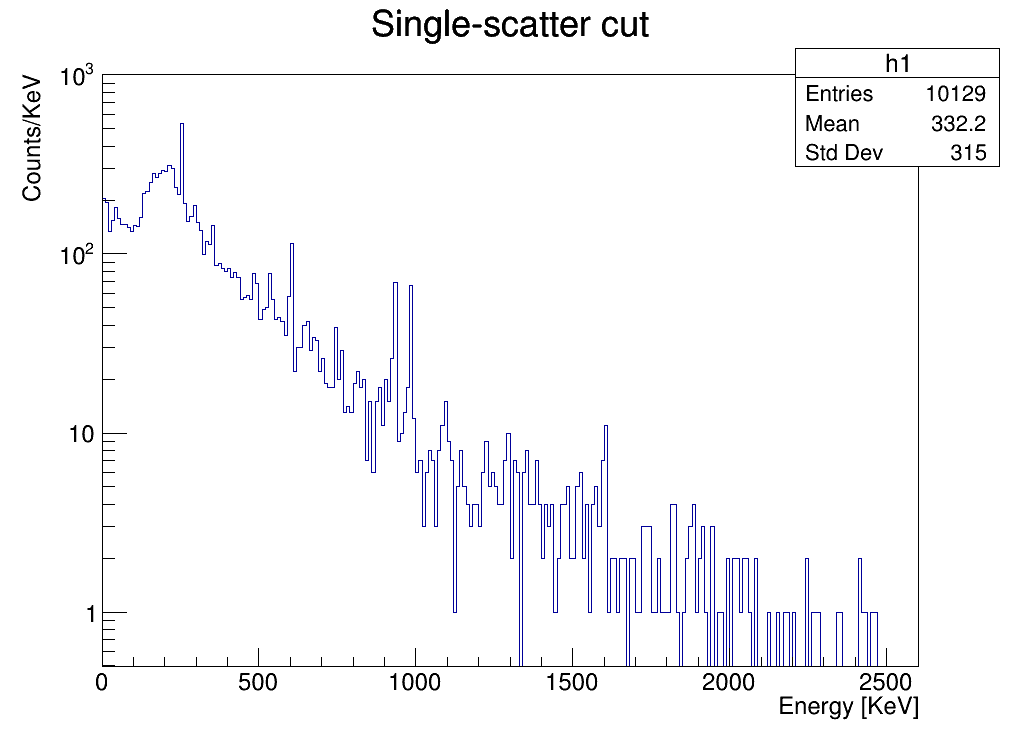 Single-scatter cut
h1
Entries 10129
Mean 332.2
Std Dev 315
Counts/KeV
10³
10²
10
1
0 500 1000 1500 2000 2500
Energy [KeV]